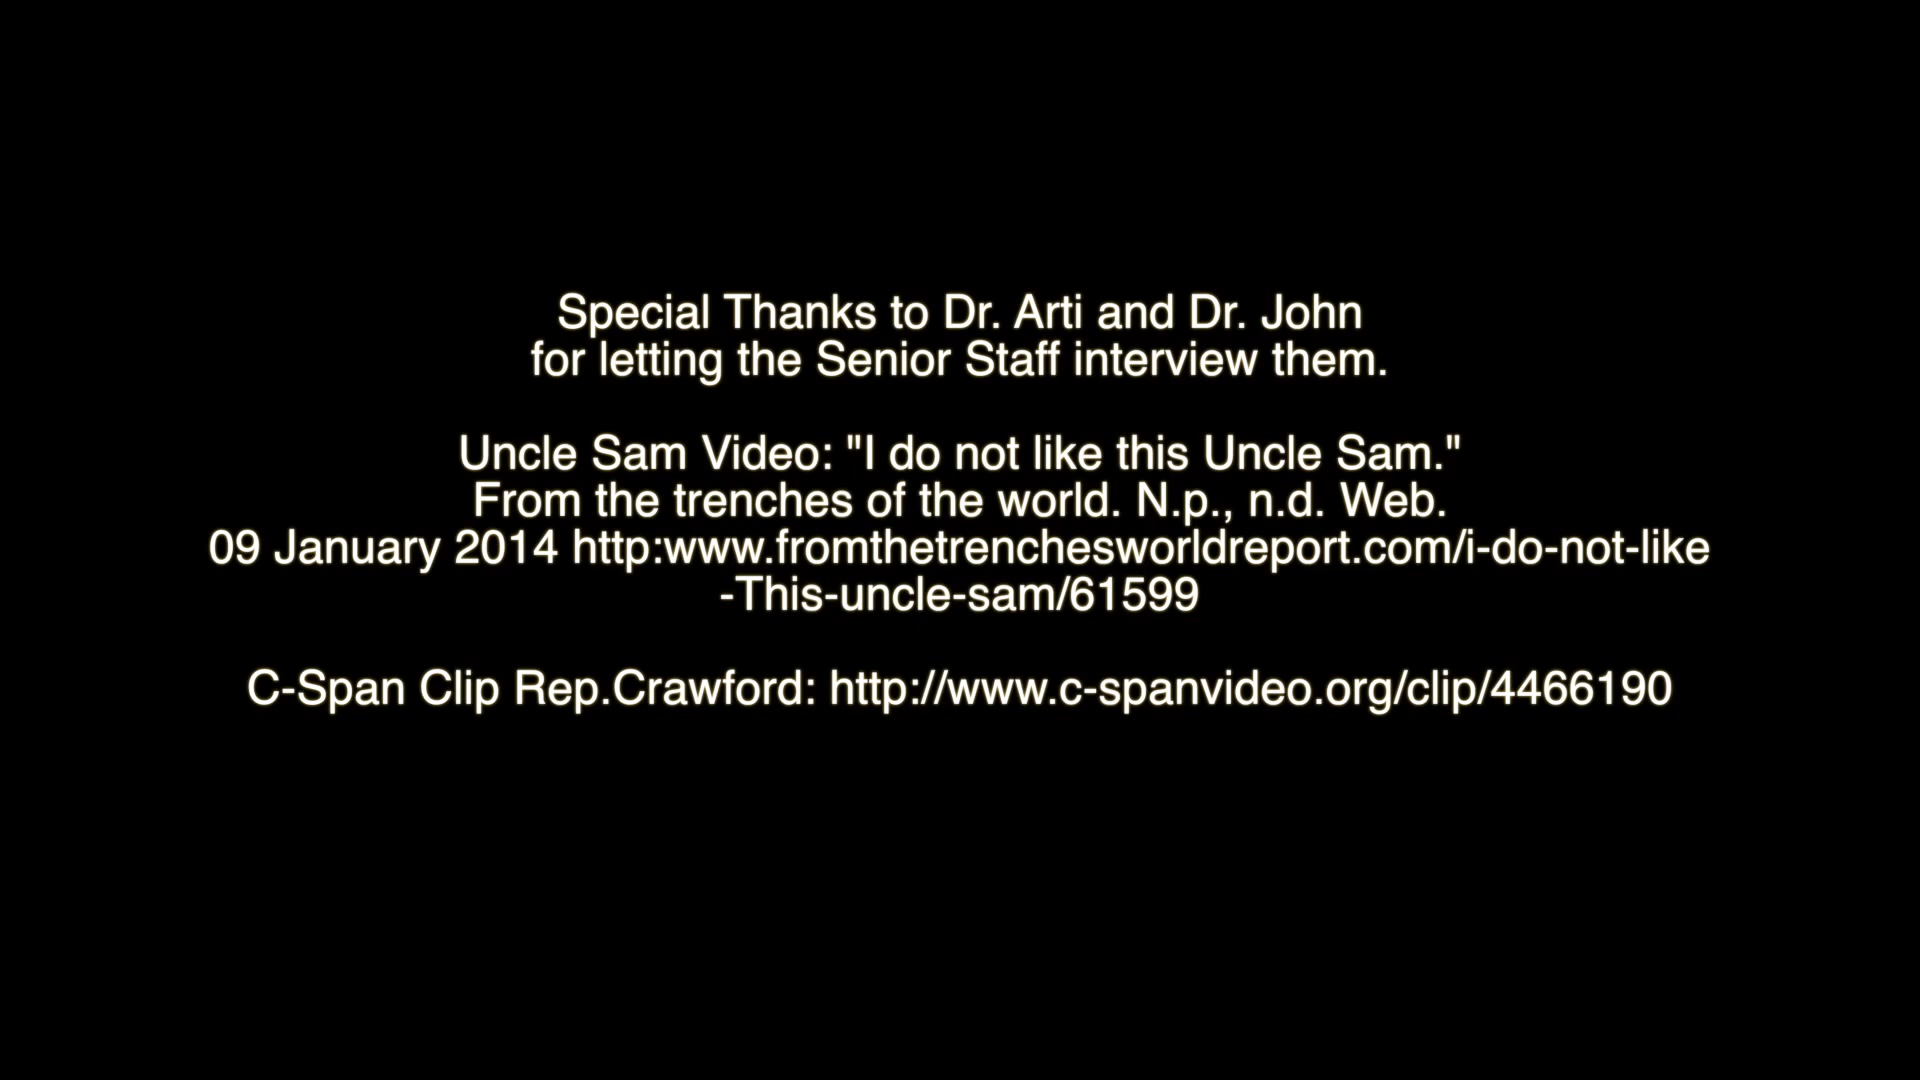 Special Thanks to Dr. Arti and Dr. John
for letting the Senior Staff interview them.
Uncle Sam Video: "I do not like this Uncle Sam."
From the trenches of the world. N.p., n.d. Web.
09 January 2014 http:www.fromthetrenchesworldreport.com/i-do-not-like
-This-uncle-sam/61599
C-Span Clip Rep.Crawford: http://www.c-spanvideo.org/clip/4466190